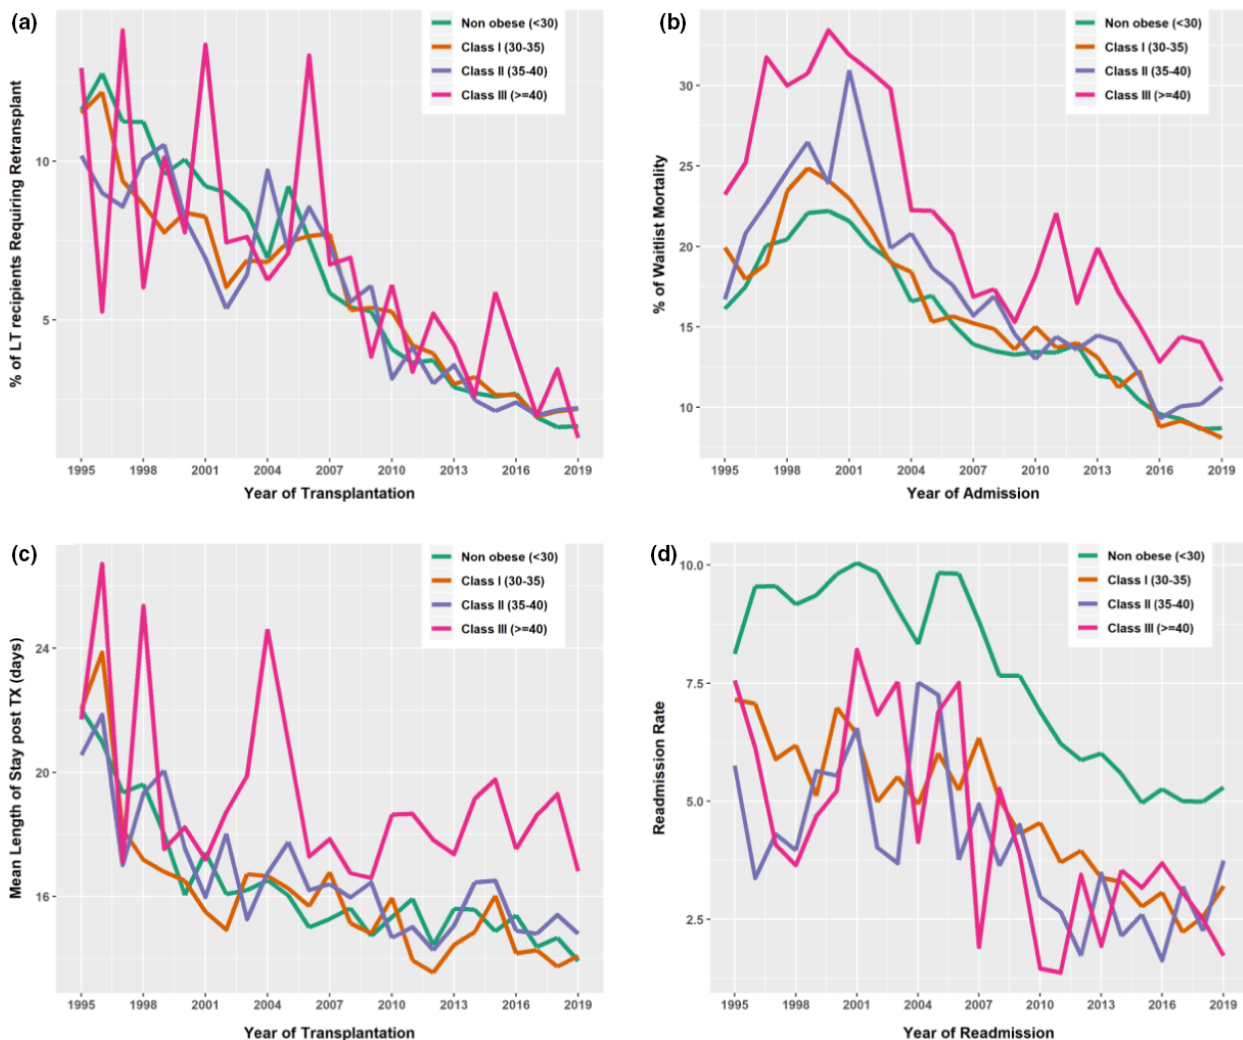 (a)
Non obese (<30)
Class I (30-35)
Class II (35-40)
Class III (>=40)
% of LT recipients Requiring Retransplant
10
5
1995 1998 2001 2004 2007 2010 2013 2016 2019
Year of Transplantation
(b)
Non obese (<30)
Class I (30-35)
Class II (35-40)
Class III (>=40)
% of Waitlist Mortality
30
25
20
15
10
1995 1998 2001 2004 2007 2010 2013 2016 2019
Year of Admission
(c)
Non obese (<30)
Class I (30-35)
Class II (35-40)
Class III (>=40)
Mean Length of Stay post TX (days)
24
20
16
1995 1998 2001 2004 2007 2010 2013 2016 2019
Year of Transplantation
(d)
Non obese (<30)
Class I (30-35)
Class II (35-40)
Class III (>=40)
Readmission Rate
10.0
7.5
5.0
2.5
1995 1998 2001 2004 2007 2010 2013 2016 2019
Year of Readmission